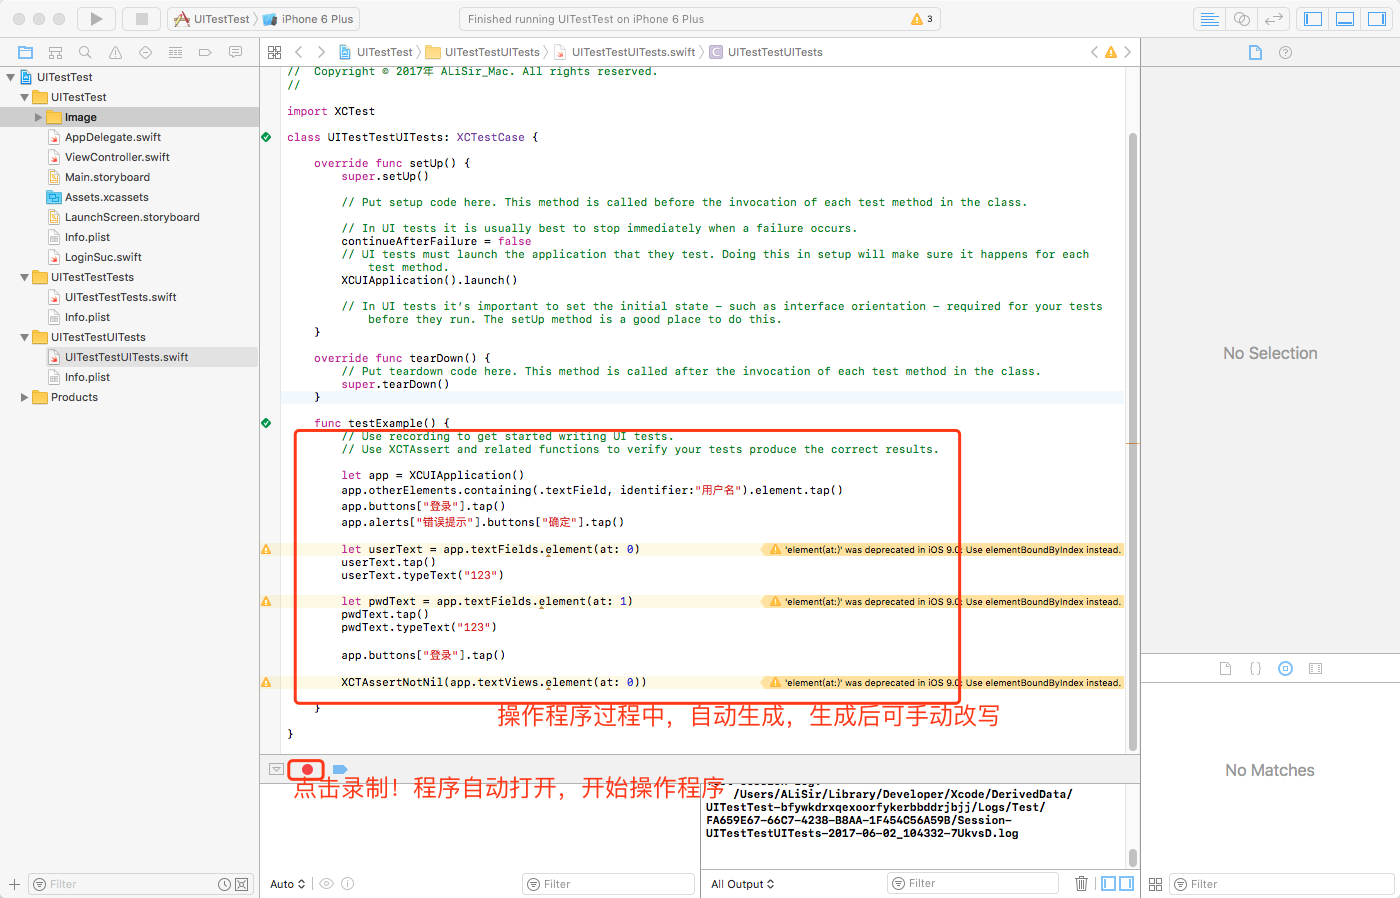 UITestTest
iPhone 6 Plus
Finished running UITestTest on iPhone 6 Plus
3
UITestTest
UITestTestUITests
UITestTestUITests.swift
UITestTestUITests
UITestTest
UITestTest
Image
AppDelegate.swift
ViewController.swift
Main.storyboard
Assets.xcassets
LaunchScreen.storyboard
Info.plist
LoginSuc.swift
UITestTestTests
UITestTestTests.swift
Info.plist
UITestTestUITests
UITestTestUITests.swift
Info.plist
Products
//  Copyright © 2017年 ALiSir_Mac. All rights reserved.
//
import XCTest
class UITestTestUITests: XCTestCase {
override func setUp() {
super.setUp()
// Put setup code here. This method is called before the invocation of each test method in the class.
// In UI tests it is usually best to stop immediately when a failure occurs.
continueAfterFailure = false
// UI tests must launch the application that they test. Doing this in setup will make sure it happens for each
test method.
XCUIApplication().launch()
// In UI tests it’s important to set the initial state - such as interface orientation - required for your tests
before they run. The setUp method is a good place to do this.
}
override func tearDown() {
// Put teardown code here. This method is called after the invocation of each test method in the class.
super.tearDown()
}
func testExample() {
// Use recording to get started writing UI tests.
// Use XCTAssert and related functions to verify your tests produce the correct results.
let app = XCUIApplication()
app.otherElements.containing(.textField, identifier:"用户名").element.tap()
app.buttons["登录"].tap()
app.alerts["错误提示"].buttons["确定"].tap()
let userText = app.textFields.element(at: 0)
'element(at:)' was deprecated in iOS 9.0: Use elementBoundByIndex instead.
userText.tap()
userText.typeText("123")
let pwdText = app.textFields.element(at: 1)
'element(at:)' was deprecated in iOS 9.0: Use elementBoundByIndex instead.
pwdText.tap()
pwdText.typeText("123")
app.buttons["登录"].tap()
XCTAssertNotNil(app.textViews.element(at: 0))
'element(at:)' was deprecated in iOS 9.0: Use elementBoundByIndex instead.
}
操作程序过程中，自动生成，生成后可手动改写
}
点击录制！程序自动打开，开始操作程序
/Users/ALiSir/Library/Developer/Xcode/DerivedData/
UITestTest-bfywkdrxqexoorfykerbbddrjbjj/Logs/Test/
FA659E67-66C7-4238-B8AA-1F454C56A59B/Session-
UITestTestUITests-2017-06-02_104332-7UkvsD.log
No Selection
No Matches
Filter
Auto
Filter
All Output
Filter
Filter